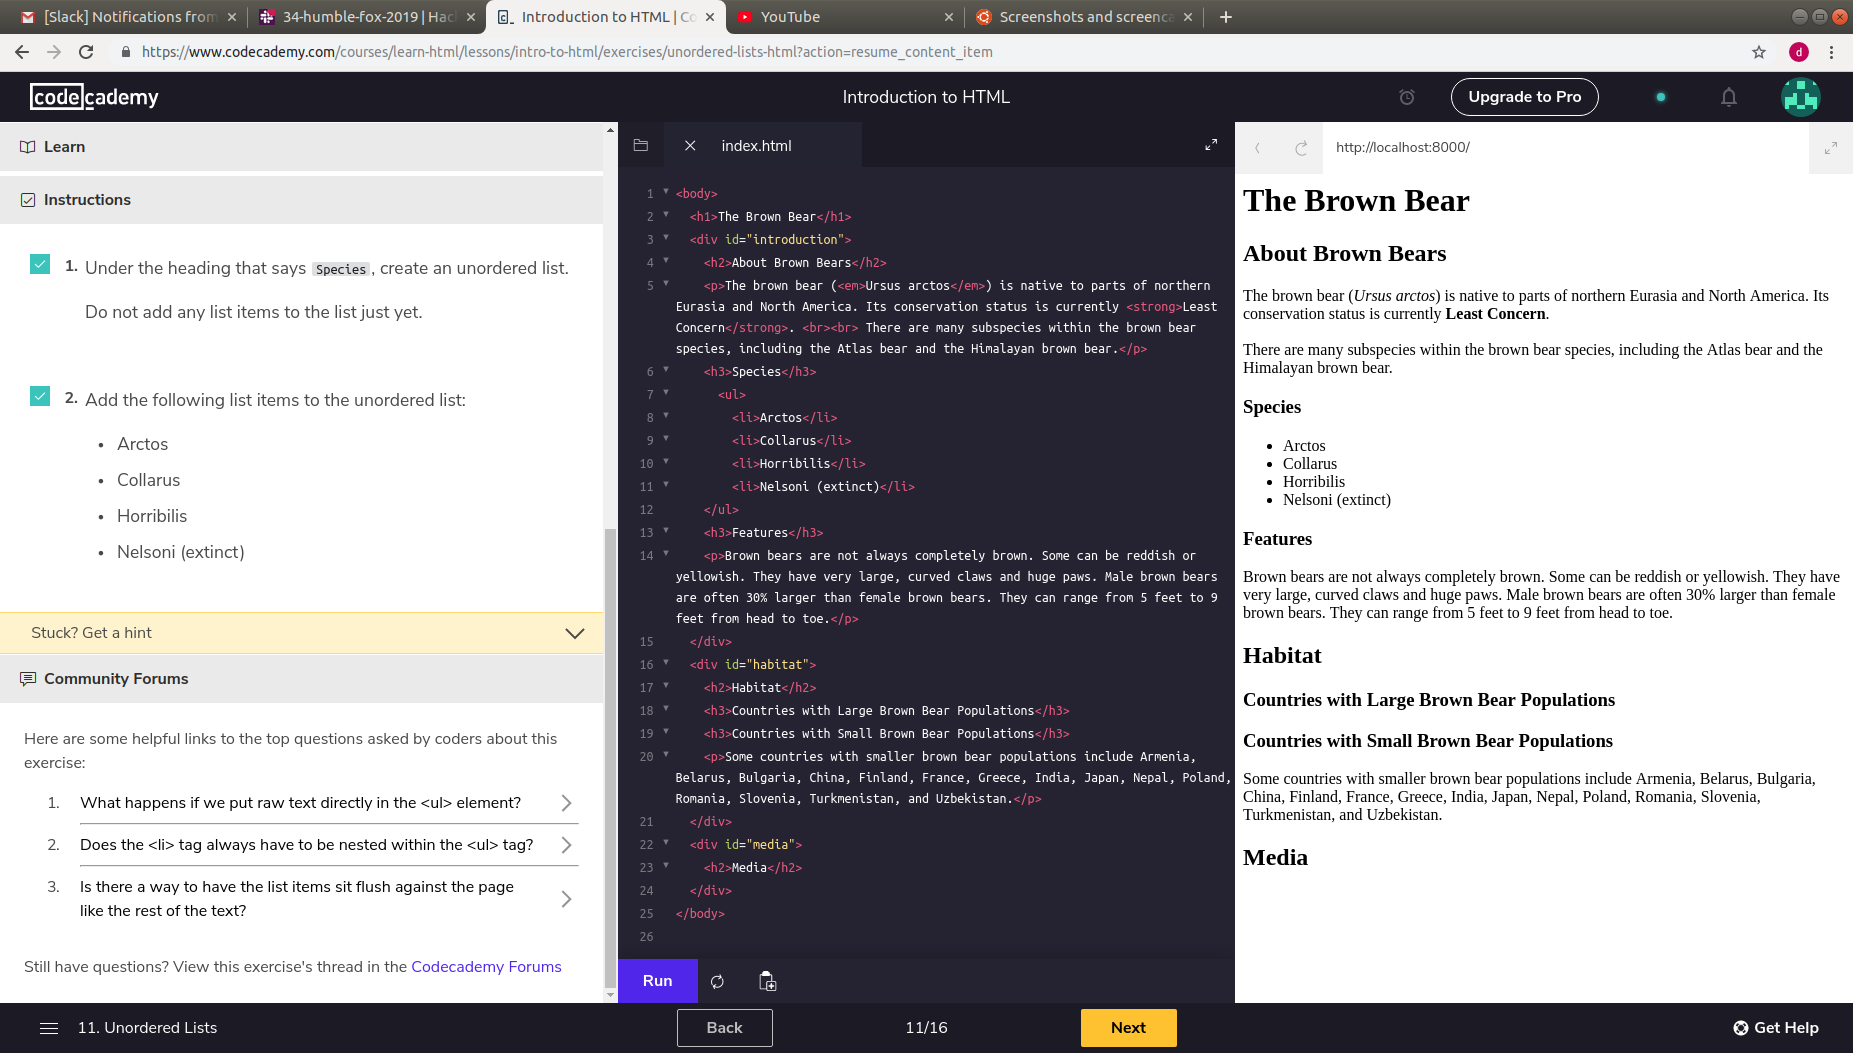 [Slack] Notifications from
34-humble-fox-2019 | Hac
Introduction to HTML | Co
YouTube
Screenshots and screenca
https://www.codecademy.com/courses/learn-html/lessons/intro-to-html/exercises/unordered-lists-html?action=resume_content_item
d
codecademy
Introduction to HTML
Upgrade to Pro
Learn
Instructions
1. Under the heading that says Species, create an unordered list.
Do not add any list items to the list just yet.
2. Add the following list items to the unordered list:
• Arctos
• Collarus
• Horribilis
• Nelsoni (extinct)
Stuck? Get a hint
Community Forums
Here are some helpful links to the top questions asked by coders about this
exercise:
1. What happens if we put raw text directly in the <ul> element?
2. Does the <li> tag always have to be nested within the <ul> tag?
3. Is there a way to have the list items sit flush against the page
like the rest of the text?
Still have questions? View this exercise's thread in the Codecademy Forums
index.html
1 <body>
2 <h1>The Brown Bear</h1>
3 <div id="introduction">
4 <h2>About Brown Bears</h2>
5 <p>The brown bear (<em>Ursus arctos</em>) is native to parts of northern
Eurasia and North America. Its conservation status is currently <strong>Least
Concern</strong>. <br><br> There are many subspecies within the brown bear
species, including the Atlas bear and the Himalayan brown bear.</p>
6 <h3>Species</h3>
7 <ul>
8 <li>Arctos</li>
9 <li>Collarus</li>
10 <li>Horribilis</li>
11 <li>Nelsoni (extinct)</li>
12 </ul>
13 <h3>Features</h3>
14 <p>Brown bears are not always completely brown. Some can be reddish or
yellowish. They have very large, curved claws and huge paws. Male brown bears
are often 30% larger than female brown bears. They can range from 5 feet to 9
feet from head to toe.</p>
15 </div>
16 <div id="habitat">
17 <h2>Habitat</h2>
18 <h3>Countries with Large Brown Bear Populations</h3>
19 <h3>Countries with Small Brown Bear Populations</h3>
20 <p>Some countries with smaller brown bear populations include Armenia,
Belarus, Bulgaria, China, Finland, France, Greece, India, Japan, Nepal, Poland,
Romania, Slovenia, Turkmenistan, and Uzbekistan.</p>
21 </div>
22 <div id="media">
23 <h2>Media</h2>
24 </div>
25 </body>
26
Run
http://localhost:8000/
The Brown Bear
About Brown Bears
The brown bear (Ursus arctos) is native to parts of northern Eurasia and North America. Its
conservation status is currently Least Concern.
There are many subspecies within the brown bear species, including the Atlas bear and the
Himalayan brown bear.
Species
• Arctos
• Collarus
• Horribilis
• Nelsoni (extinct)
Features
Brown bears are not always completely brown. Some can be reddish or yellowish. They have
very large, curved claws and huge paws. Male brown bears are often 30% larger than female
brown bears. They can range from 5 feet to 9 feet from head to toe.
Habitat
Countries with Large Brown Bear Populations
Countries with Small Brown Bear Populations
Some countries with smaller brown bear populations include Armenia, Belarus, Bulgaria,
China, Finland, France, Greece, India, Japan, Nepal, Poland, Romania, Slovenia,
Turkmenistan, and Uzbekistan.
Media
11. Unordered Lists
Back
11/16
Next
Get Help